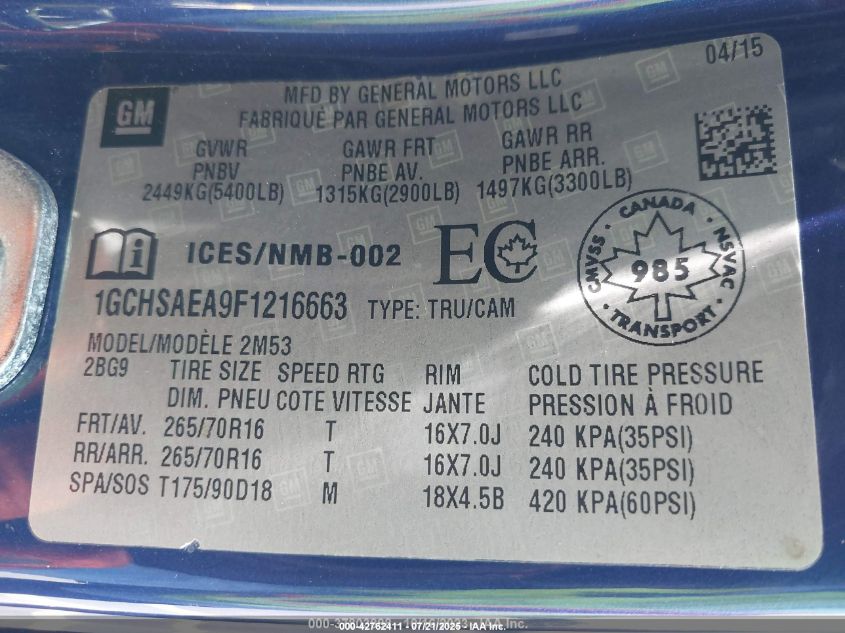 04/15
GM
MFD BY GENERAL MOTORS LLC
FABRIQUÉ PAR GENERAL MOTORS LLC
GVWR GAWR FRT GAWR RR
PNBV PNBE AV. PNBE ARR.
2449KG(5400LB) 1315KG(2900LB) 1497KG(3300LB)
ICES/NMB-002 EC
CANADA
CMVSS 985 NSVAC
TRANSPORT
1GCHSAEA9F1216663 TYPE: TRU/CAM
MODEL/MODÈLE 2M53
2BG9 TIRE SIZE SPEED RTG RIM COLD TIRE PRESSURE
DIM. PNEU COTE VITESSE JANTE PRESSION À FROID
FRT/AV. 265/70R16 T 16X7.0J 240 KPA(35PSI)
RR/ARR. 265/70R16 T 16X7.0J 240 KPA(35PSI)
SPA/SOS T175/90D18 M 18X4.5B 420 KPA(60PSI)
000-42762411 - 07/21/2025 - IAA Inc.